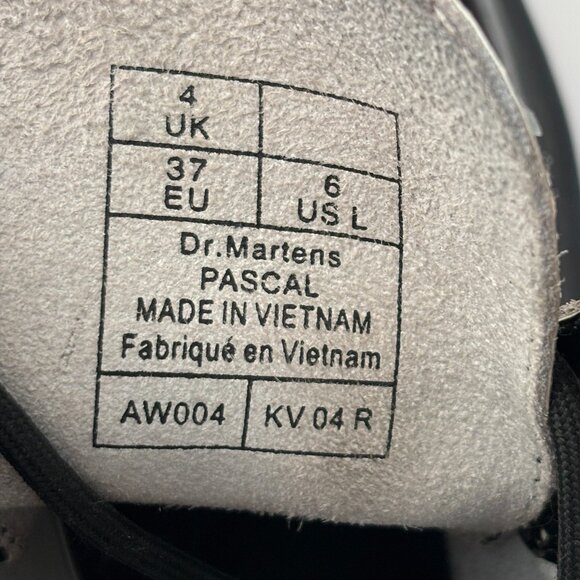 4
UK
37
EU
6
US L
Dr.Martens
PASCAL
MADE IN VIETNAM
Fabriqué en Vietnam
AW004
KV 04 R